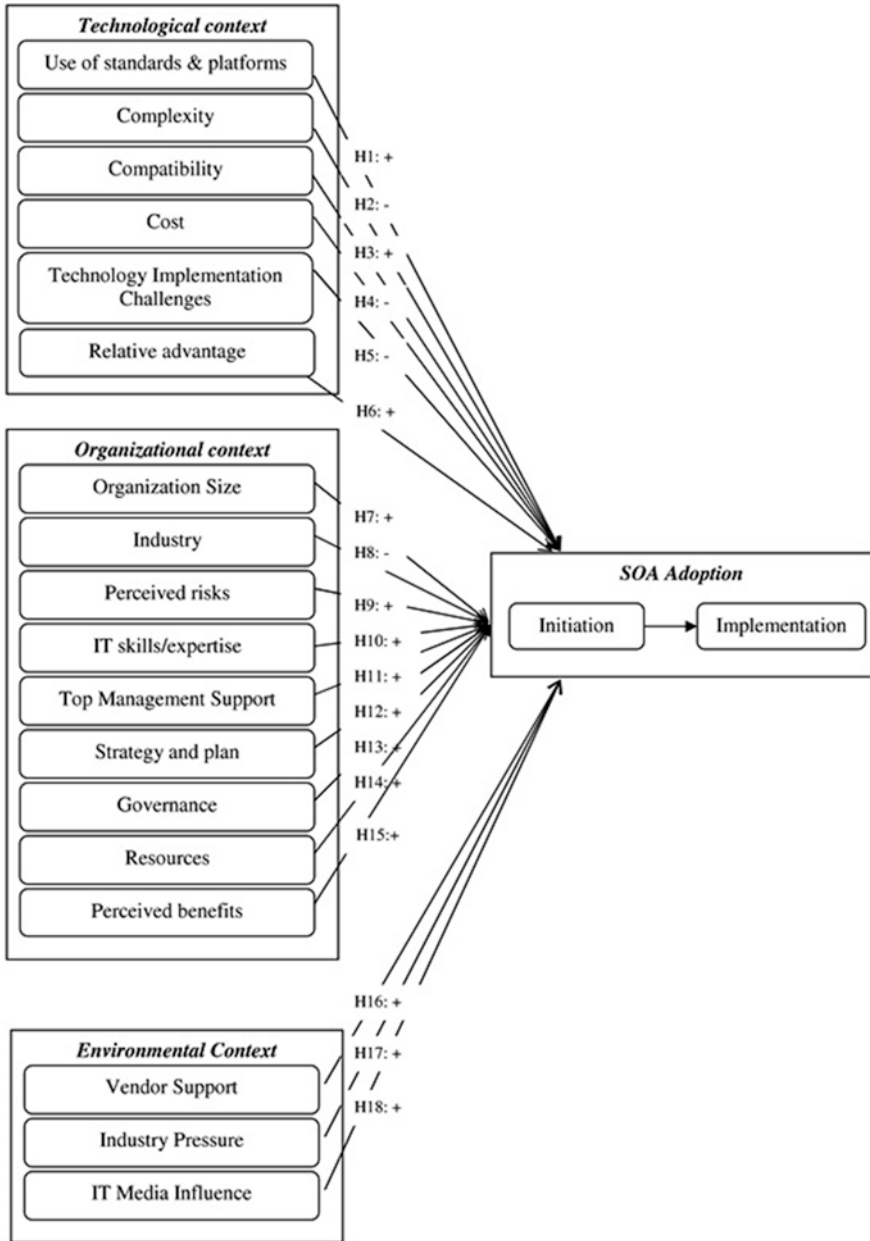 Technological context
Use of standards & platforms
Complexity
Compatibility
Cost
Technology Implementation
Challenges
Relative advantage
H1: +
H2: -
H3: +
H4: -
H5: -
H6: +
Organizational context
Organization Size
Industry
Perceived risks
IT skills/expertise
Top Management Support
Strategy and plan
Governance
Resources
Perceived benefits
H7: +
H8: -
H9: +
H10: +
H11: +
H12: +
H13: +
H14: +
H15:+
SOA Adoption
Initiation
Implementation
Environmental Context
Vendor Support
Industry Pressure
IT Media Influence
H16: +
H17: +
H18: +